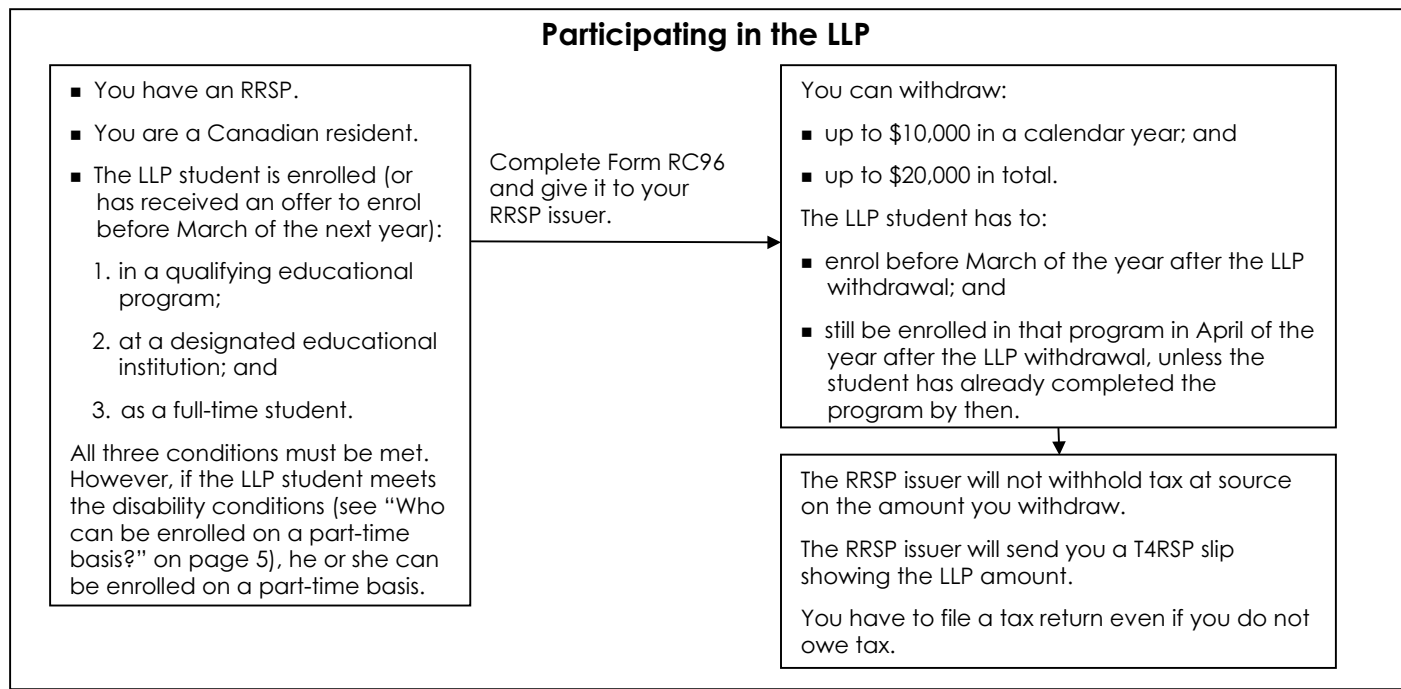 Participating in the LLP
■ You have an RRSP.
■ You are a Canadian resident.
■ The LLP student is enrolled (or
has received an offer to enrol
before March of the next year):
1. in a qualifying educational
program;
2. at a designated educational
institution; and
3. as a full-time student.
All three conditions must be met.
However, if the LLP student meets
the disability conditions (see “Who
can be enrolled on a part-time
basis?” on page 5), he or she can
be enrolled on a part-time basis.
Complete Form RC96
and give it to your
RRSP issuer.
You can withdraw:
■ up to $10,000 in a calendar year; and
■ up to $20,000 in total.
The LLP student has to:
■ enrol before March of the year after the LLP
withdrawal; and
■ still be enrolled in that program in April of the
year after the LLP withdrawal, unless the
student has already completed the
program by then.
The RRSP issuer will not withhold tax at source
on the amount you withdraw.
The RRSP issuer will send you a T4RSP slip
showing the LLP amount.
You have to file a tax return even if you do not
owe tax.